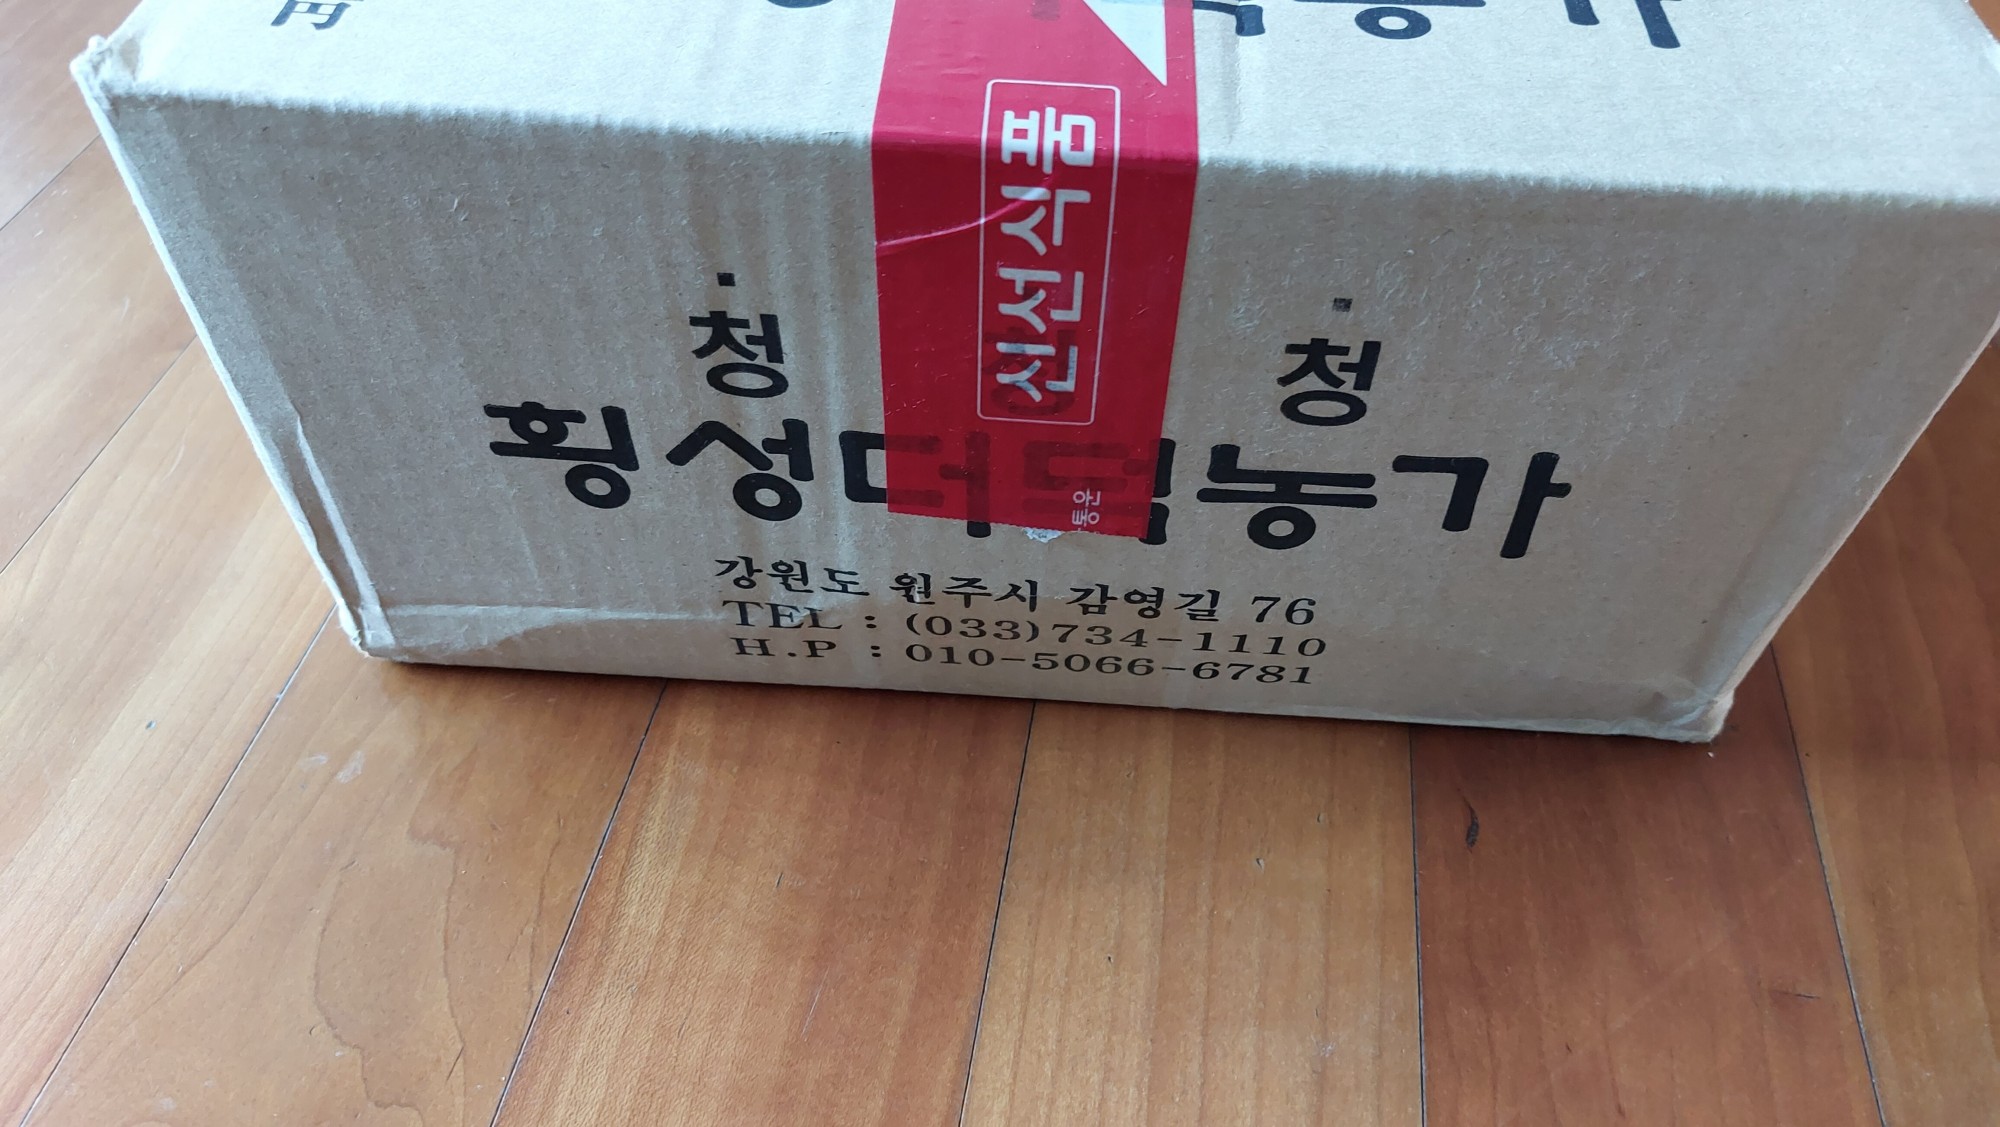 신선식품
청 정 청
횡성더덕농가
강원도 원주시 감영길 76
TEL : (033)734-1110
H.P : 010-5066-6781